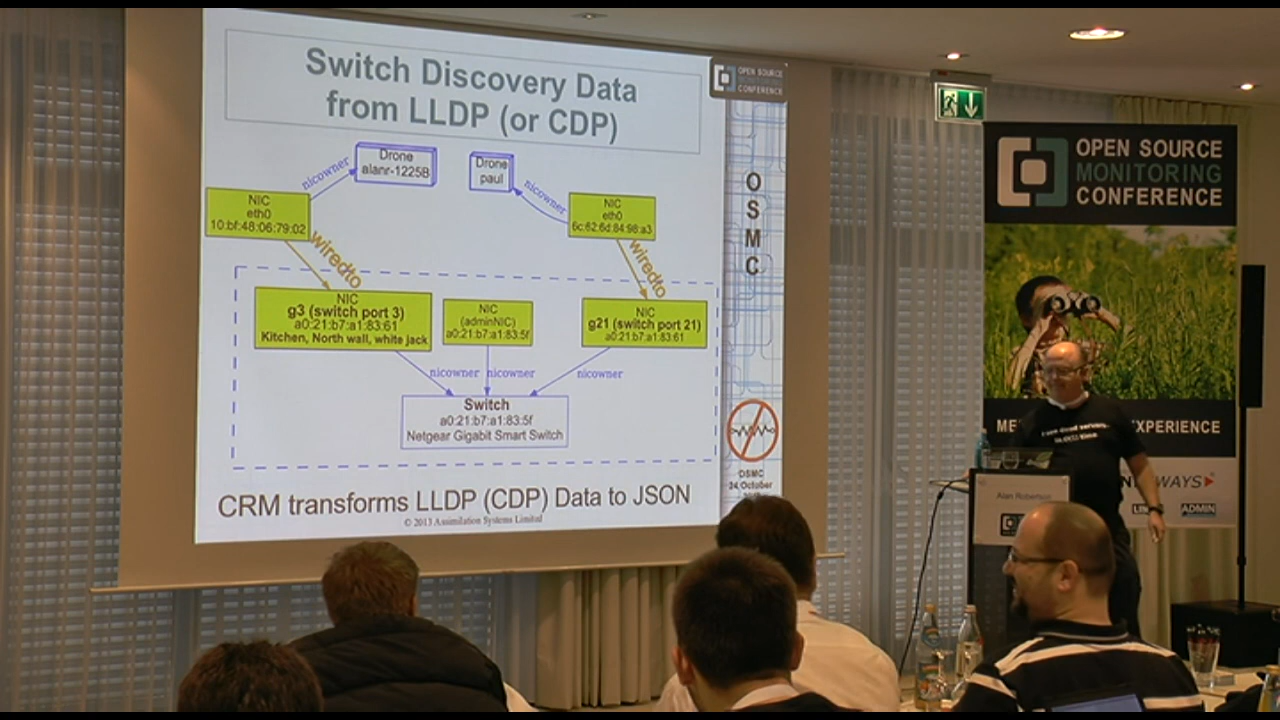 Switch Discovery Data
from LLDP (or CDP)
OPEN SOURCE
MONITORING
CONFERENCE
Drone
alanr-1225B
Drone
paul
nicowner
nicowner
NIC
eth0
10:bf:48:06:79:02
NIC
eth0
6c:62:6d:84:98:a3
wiredto
wiredto
NIC
g3 (switch port 3)
a0:21:b7:a1:83:61
Kitchen, North wall, white jack
NIC
(adminNIC)
a0:21:b7:a1:83:5f
NIC
g21 (switch port 21)
a0:21:b7:a1:83:61
nicowner
nicowner
nicowner
Switch
a0:21:b7:a1:83:5f
Netgear Gigabit Smart Switch
CRM transforms LLDP (CDP) Data to JSON
© 2013 Assimilation Systems Limited
O
S
M
C
OSMC
24 October
OPEN SOURCE
MONITORING
CONFERENCE
EXPERIENCE
WAYS
ADMIN
Alan Robertson